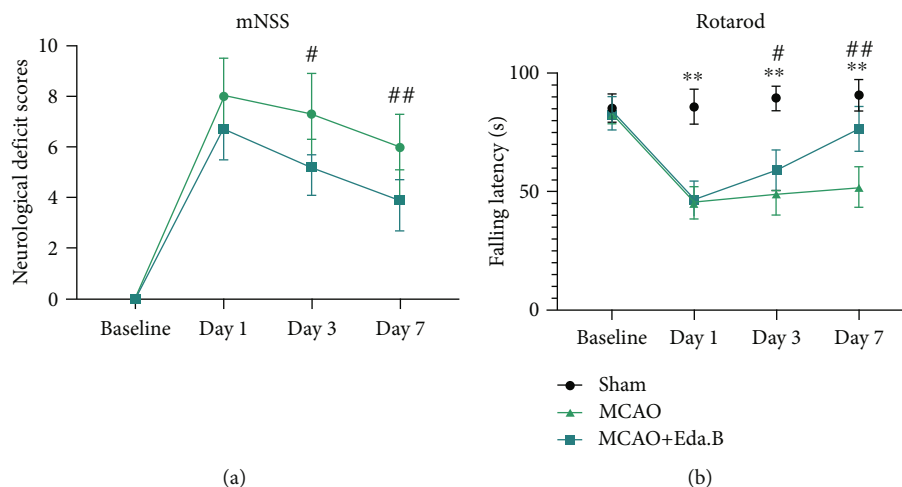 mNSS
Neurological deficit scores
10
8
6
4
2
0
#
##
Baseline
Day 1
Day 3
Day 7
(a)
Rotarod
Falling latency (s)
100
50
0
**
#
**
##
**
Baseline
Day 1
Day 3
Day 7
Sham
MCAO
MCAO+Eda.B
(b)